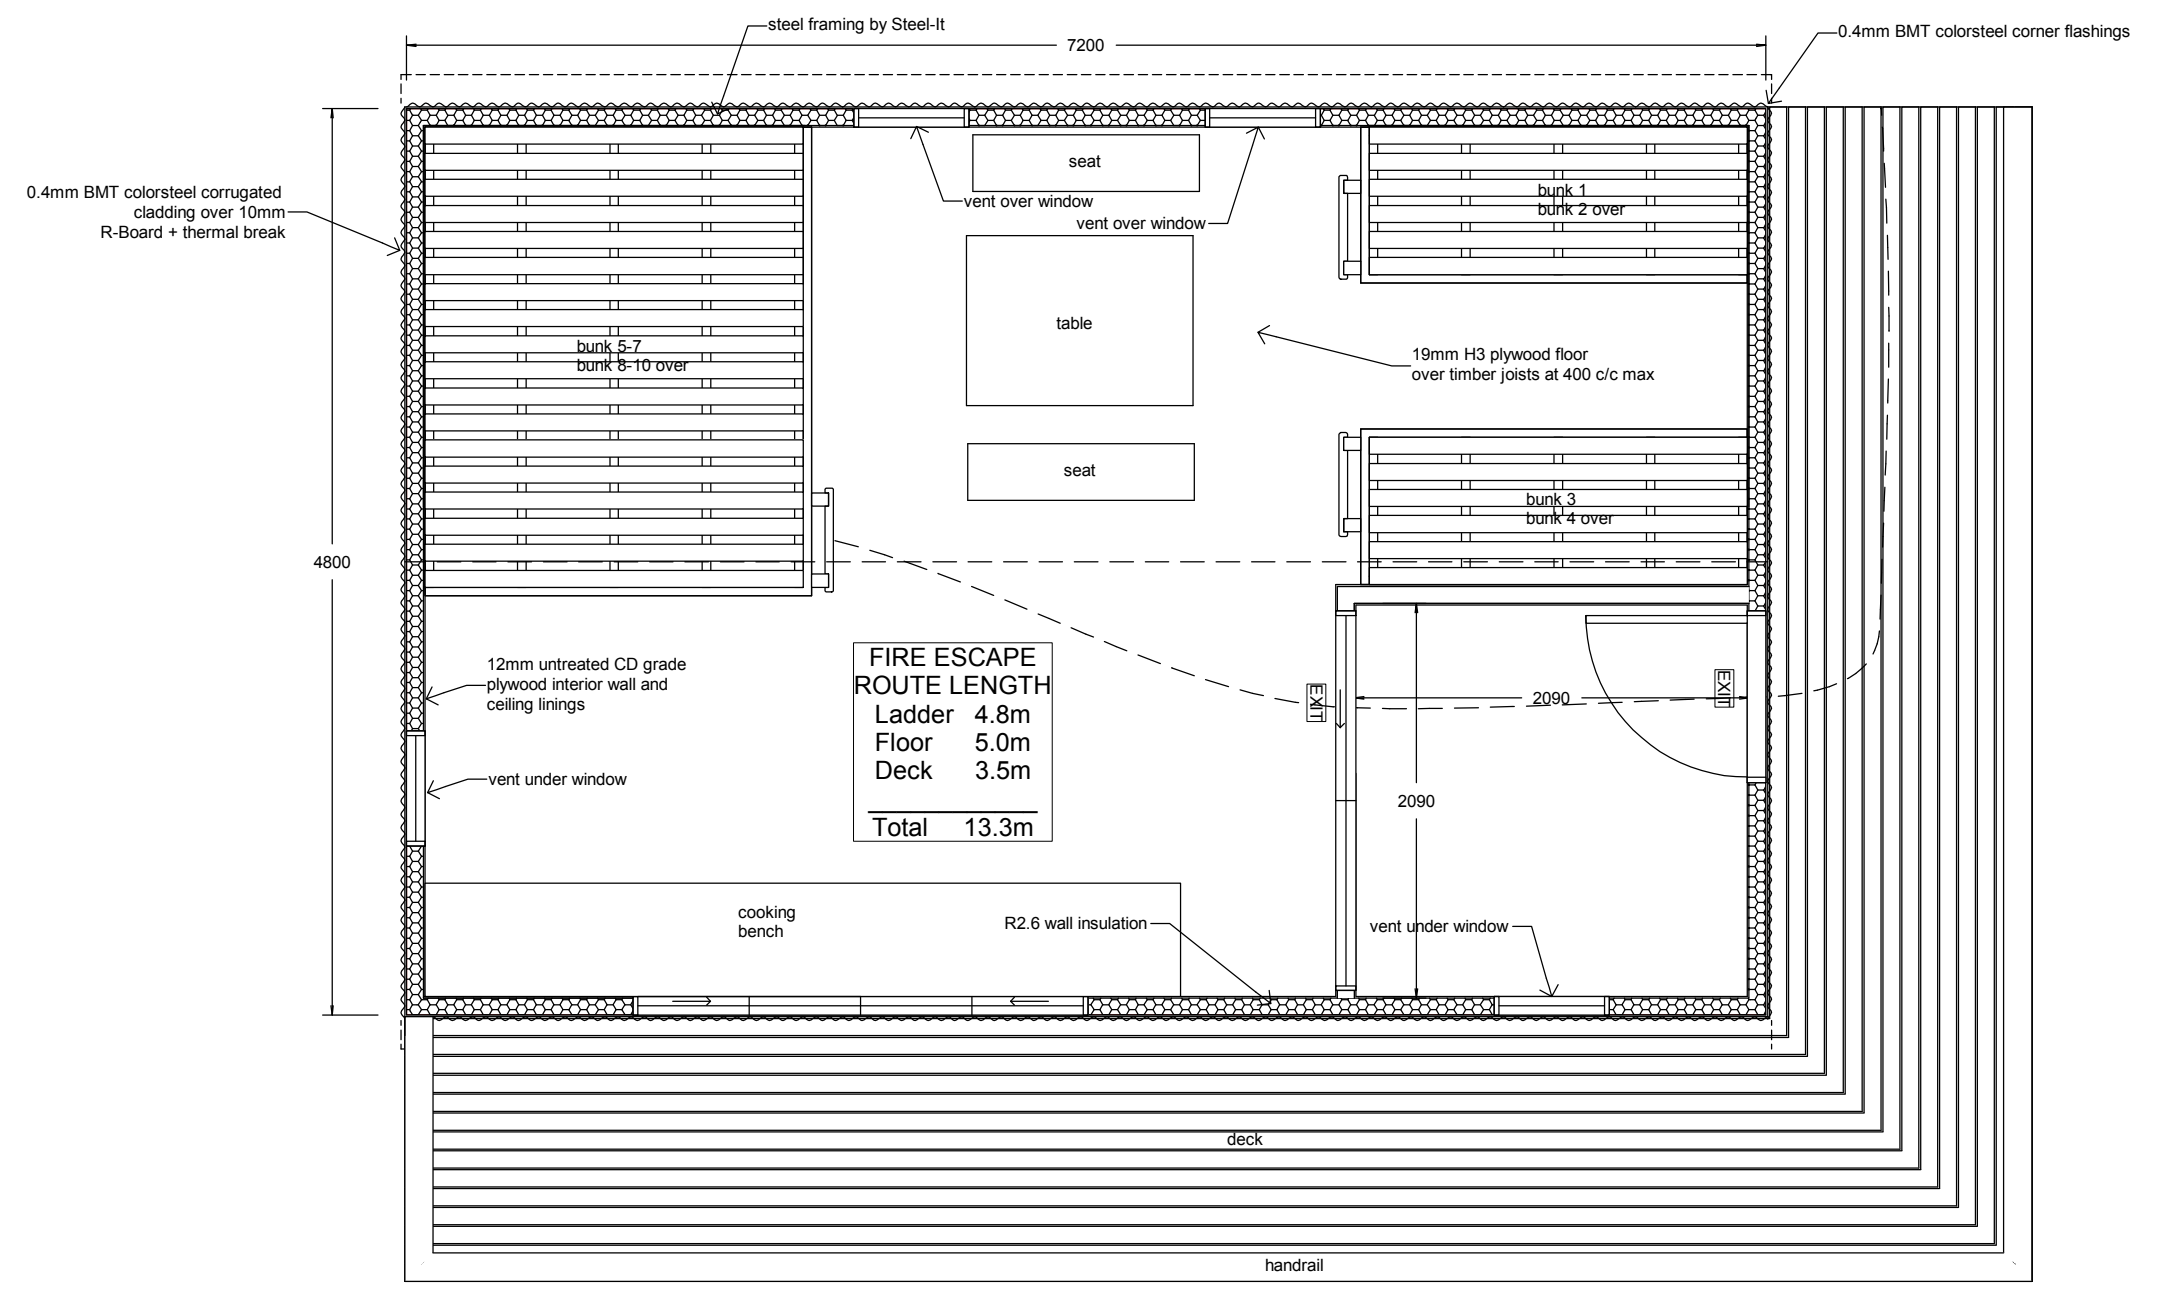 steel framing by Steel-It
0.4mm BMT colorsteel corner flashings
7200
seat
0.4mm BMT colorsteel corrugated
cladding over 10mm
R-Board + thermal break
vent over window
vent over window
bunk 1
bunk 2 over
table
bunk 5-7
bunk 8-10 over
19mm H3 plywood floor
over timber joists at 400 c/c max
seat
bunk 3
bunk 4 over
4800
12mm untreated CD grade
plywood interior wall and
ceiling linings
FIRE ESCAPE
ROUTE LENGTH
Ladder 4.8m
Floor 5.0m
Deck 3.5m
Total 13.3m
EXIT
2090
EXIT
vent under window
2090
cooking
bench
R2.6 wall insulation
vent under window
deck
handrail